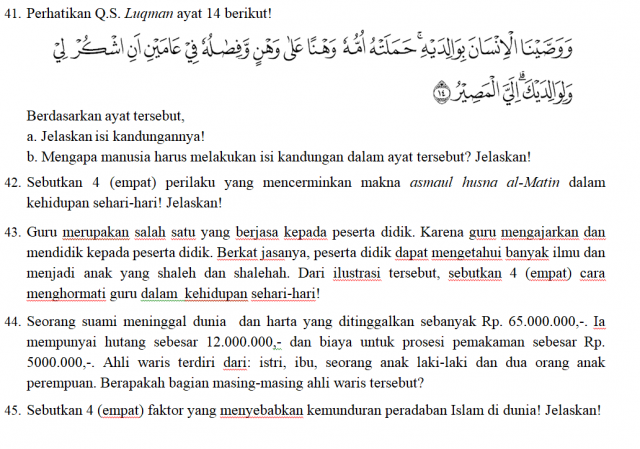 41. Perhatikan Q.S. Luqman ayat 14 berikut!
وَوَصَّيْنَا الْاِنْسَانَ بِوَالِدَيْهِۚ حَمَلَتْهُ اُمُّهٗ وَهْنًا عَلٰى وَهْنٍ وَّفِصَالُهٗ فِيْ عَامَيْنِ اَنِ اشْكُرْ لِيْ
وَلِوَالِدَيْكَۗ اِلَيَّ الْمَصِيْرُ ١٤
Berdasarkan ayat tersebut,
a. Jelaskan isi kandungannya!
b. Mengapa manusia harus melakukan isi kandungan dalam ayat tersebut? Jelaskan!
42. Sebutkan 4 (empat) perilaku yang mencerminkan makna asmaul husna al-Matin dalam
kehidupan sehari-hari! Jelaskan!
43. Guru merupakan salah satu yang berjasa kepada peserta didik. Karena guru mengajarkan dan
mendidik kepada peserta didik. Berkat jasanya, peserta didik dapat mengetahui banyak ilmu dan
menjadi anak yang shaleh dan shalehah. Dari ilustrasi tersebut, sebutkan 4 (empat) cara
menghormati guru dalam kehidupan sehari-hari!
44. Seorang suami meninggal dunia dan harta yang ditinggalkan sebanyak Rp. 65.000.000,-. Ia
mempunyai hutang sebesar 12.000.000,- dan biaya untuk prosesi pemakaman sebesar Rp.
5000.000,-. Ahli waris terdiri dari: istri, ibu, seorang anak laki-laki dan dua orang anak
perempuan. Berapakah bagian masing-masing ahli waris tersebut?
45. Sebutkan 4 (empat) faktor yang menyebabkan kemunduran peradaban Islam di dunia! Jelaskan!